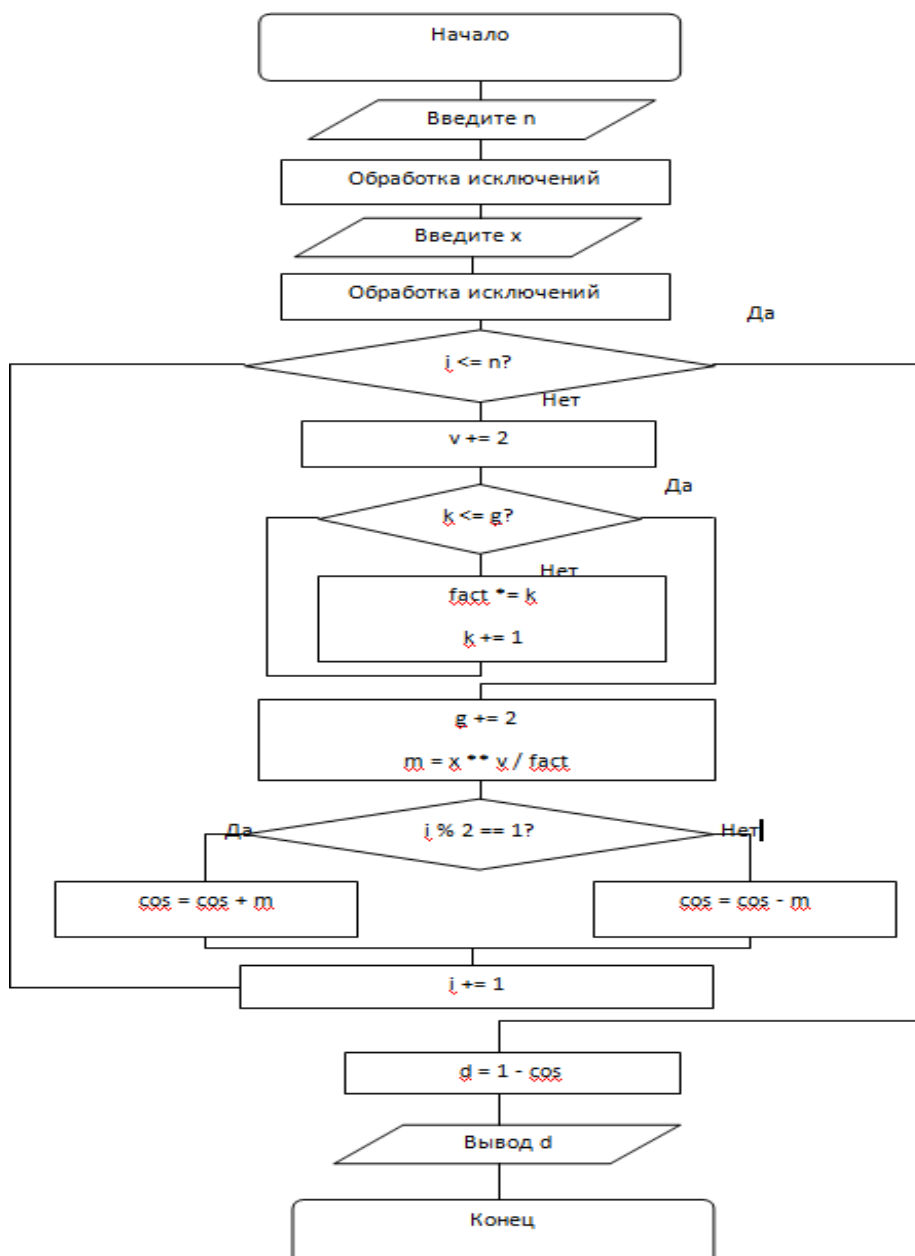 Начало
Введите n
Обработка исключений
Введите x
Обработка исключений
Да
i <= n?
Нет
v += 2
Да
k <= g?
Нет
fact *= k
k += 1
g += 2
m = x ** v / fact
Да
i % 2 == 1?
Нет
cos = cos + m
cos = cos - m
i += 1
d = 1 - cos
Вывод d
Конец